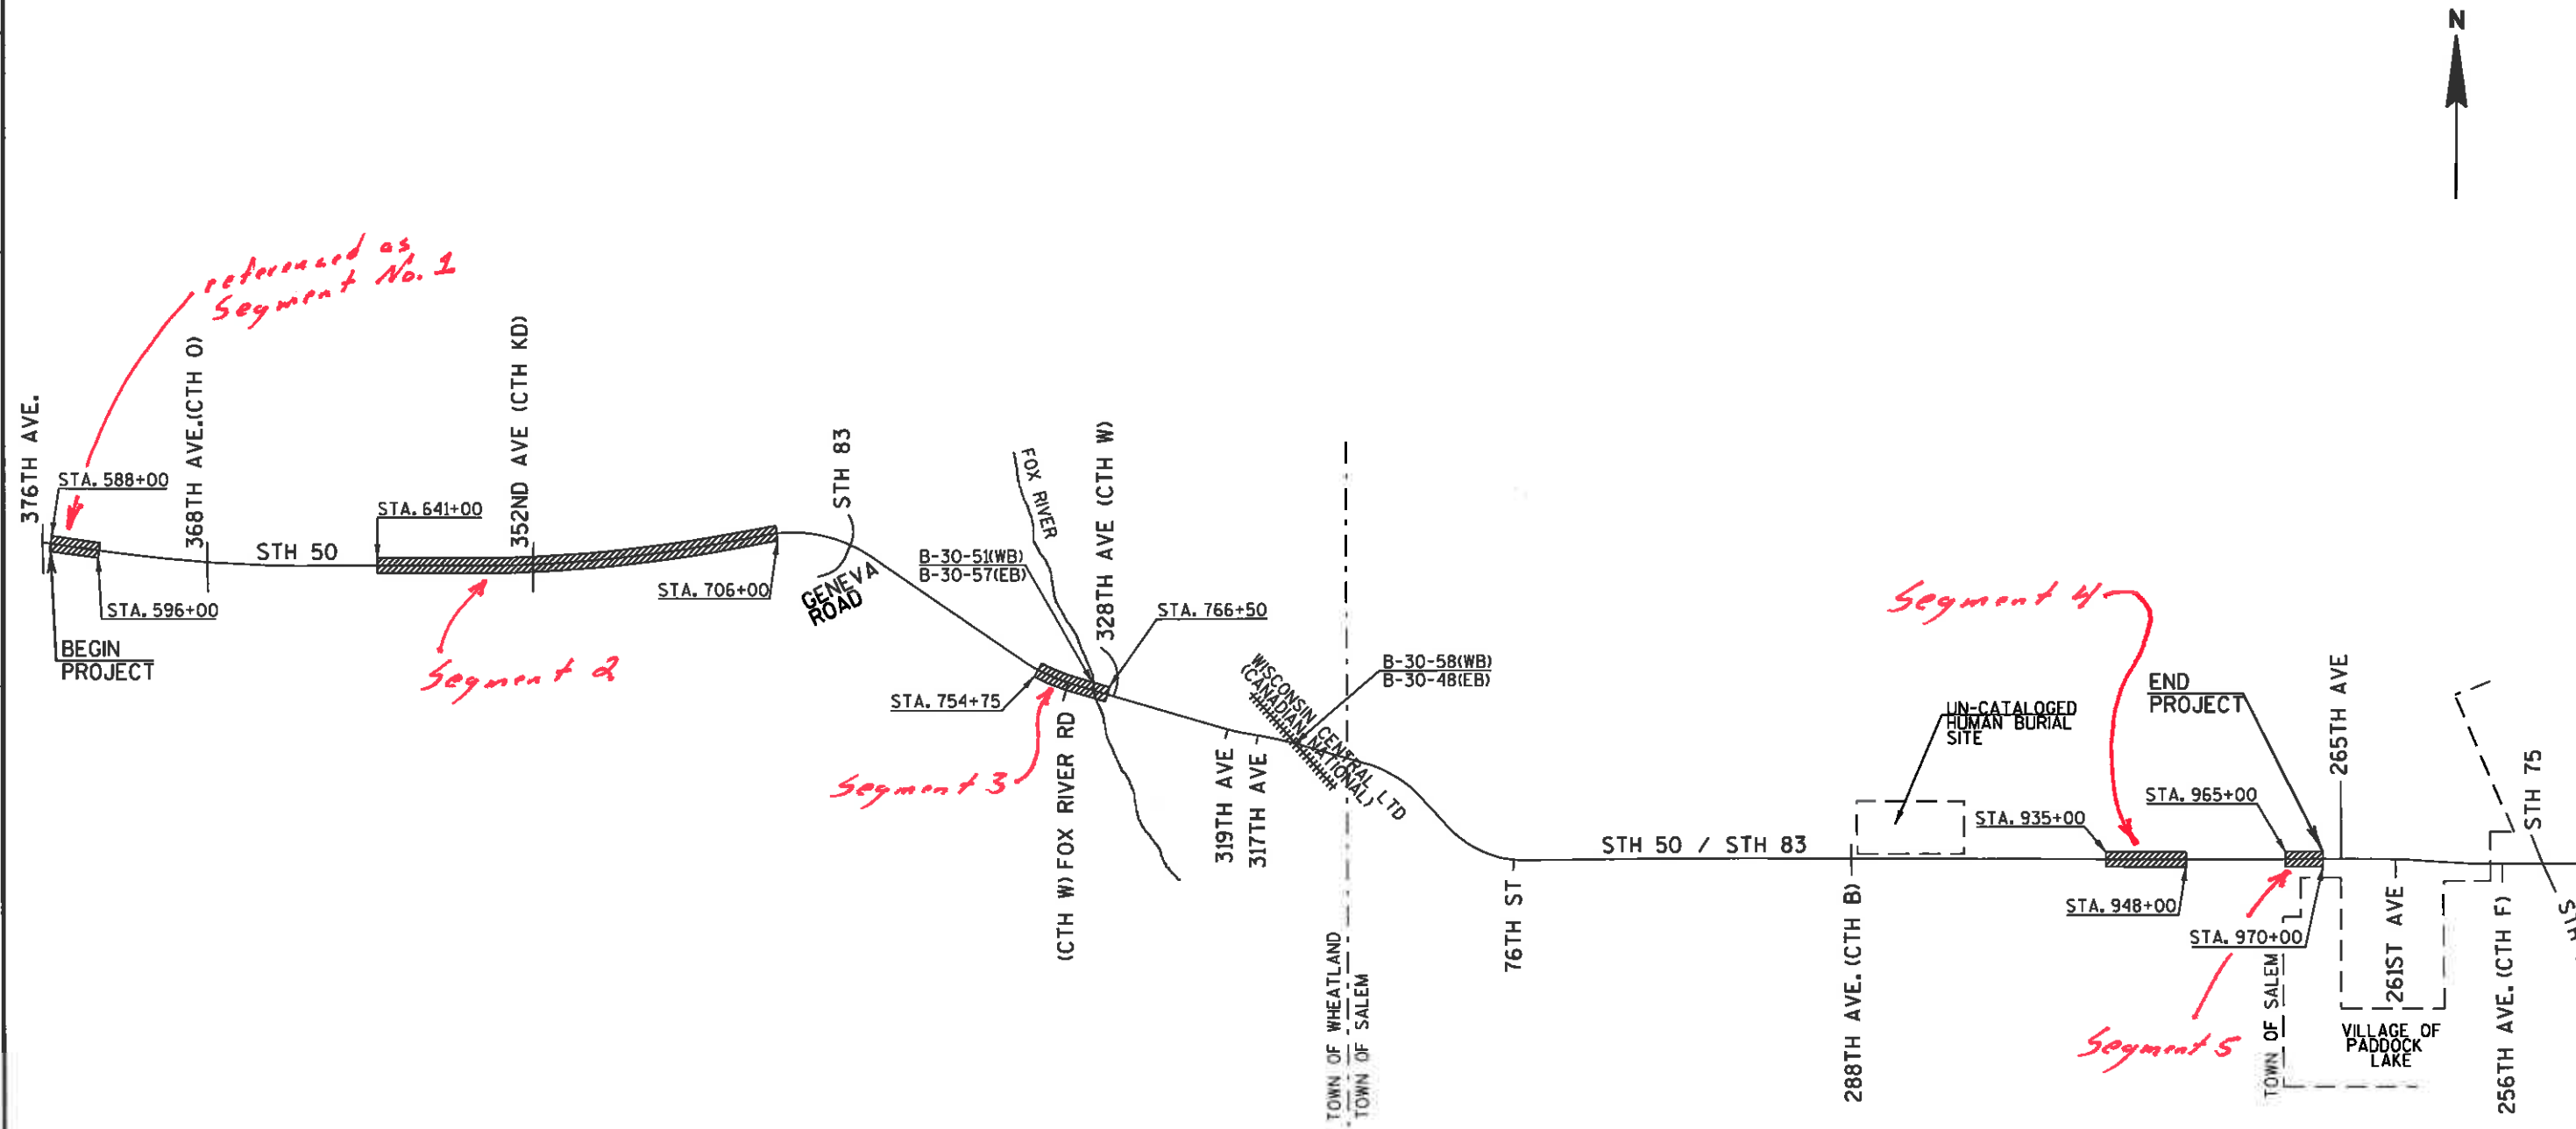 N
referenced as
Segment No. 1
376TH AVE.
368TH AVE.(CTH O)
352ND AVE (CTH KD)
STH 83
FOX RIVER
328TH AVE (CTH W)
STA. 588+00
STA. 596+00
BEGIN
PROJECT
STH 50
STA. 641+00
STA. 706+00
Segment 2
GENEVA
ROAD
B-30-51(WB)
B-30-57(EB)
STA. 766+50
STA. 754+75
Segment 3
(CTH W) FOX RIVER RD
319TH AVE
317TH AVE
WISCONSIN CENTRAL LTD
(CANADIAN NATIONAL)
B-30-58(WB)
B-30-48(EB)
TOWN OF WHEATLAND
TOWN OF SALEM
76TH ST
STH 50 / STH 83
288TH AVE. (CTH B)
UN-CATALOGED
HUMAN BURIAL
SITE
Segment 4
STA. 935+00
STA. 948+00
END
PROJECT
STA. 965+00
STA. 970+00
Segment 5
265TH AVE
261ST AVE
TOWN OF SALEM
VILLAGE OF
PADDOCK
LAKE
256TH AVE. (CTH F)
STH 75